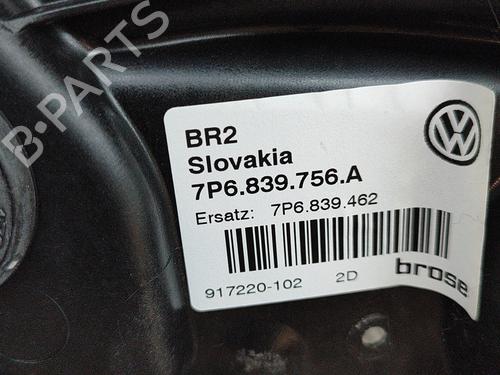 B-PARTS
BR2
Slovakia
7P6.839.756.A
Ersatz: 7P6.839.462
917220-102 2D
brose